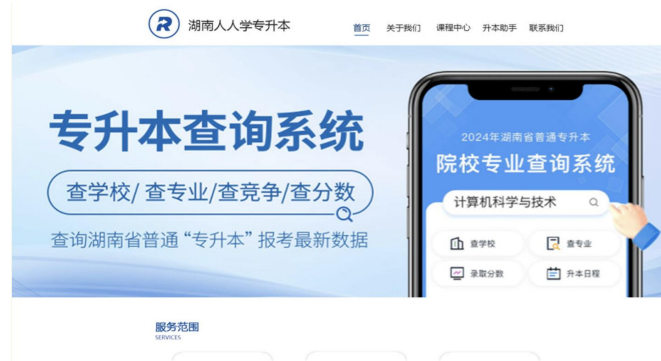 湖南人人学专升本
首页 关于我们 课程中心 升本助手 联系我们
专升本查询系统
查学校/ 查专业/查竞争/查分数
查询湖南省普通“专升本”报考最新数据
2024年湖南省普通专升本
院校专业查询系统
计算机科学与技术
查学校 查专业
录取分数 升本日程
服务范围
SERVICES